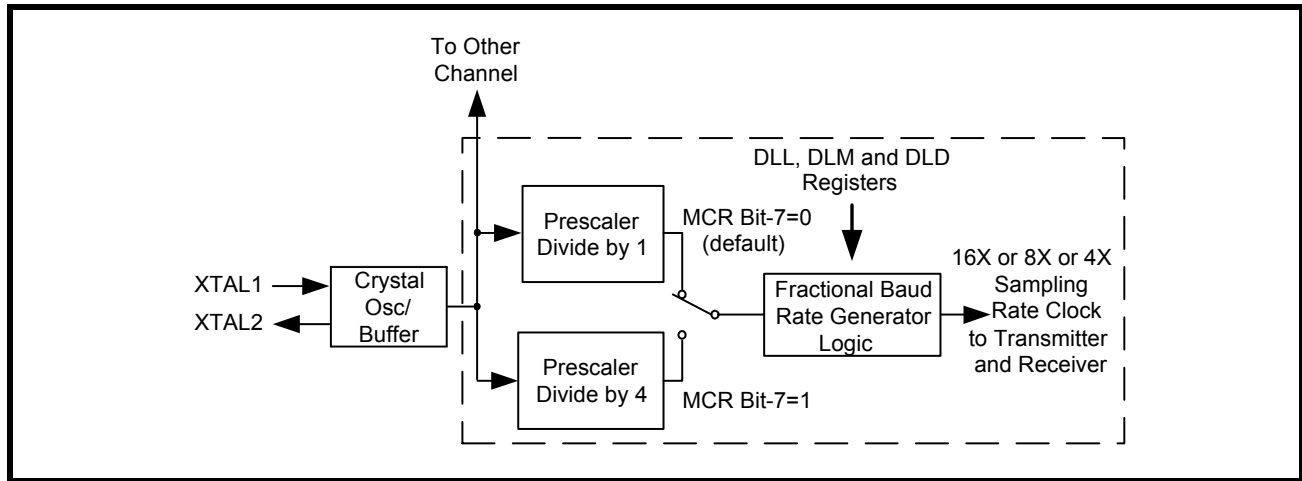 To Other
Channel
DLL, DLM and DLD
Registers
Prescaler
Divide by 1
MCR Bit-7=0
(default)
16X or 8X or 4X
Sampling
Rate Clock
to Transmitter
and Receiver
XTAL1
XTAL2
Crystal
Osc/
Buffer
Fractional Baud
Rate Generator
Logic
Prescaler
Divide by 4
MCR Bit-7=1